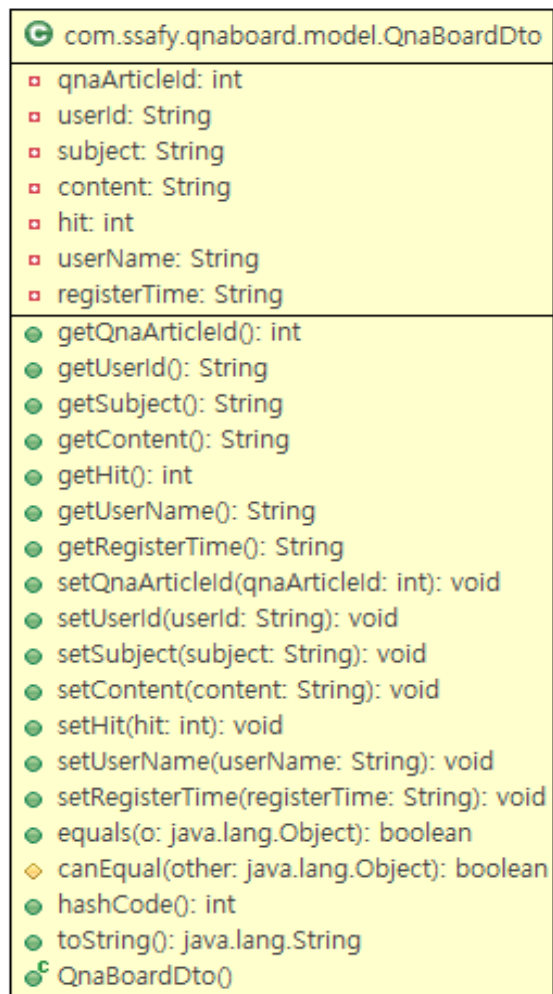 C com.ssafy.qnaboard.model.QnaBoardDto
qnaArticleId: int
userId: String
subject: String
content: String
hit: int
userName: String
registerTime: String
getQnaArticleId(): int
getUserId(): String
getSubject(): String
getContent(): String
getHit(): int
getUserName(): String
getRegisterTime(): String
setQnaArticleId(qnaArticleId: int): void
setUserId(userId: String): void
setSubject(subject: String): void
setContent(content: String): void
setHit(hit: int): void
setUserName(userName: String): void
setRegisterTime(registerTime: String): void
equals(o: java.lang.Object): boolean
canEqual(other: java.lang.Object): boolean
hashCode(): int
toString(): java.lang.String
C QnaBoardDto()